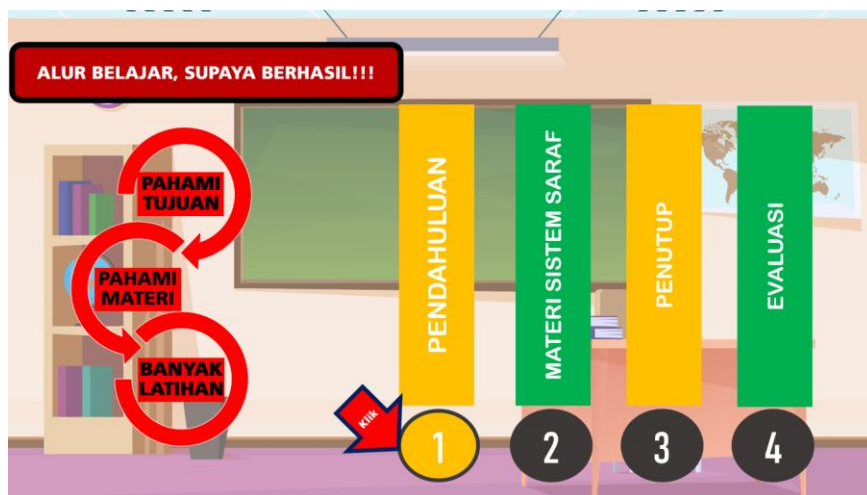 ALUR BELAJAR, SUPAYA BERHASIL!!!
PAHAMI
TUJUAN
PAHAMI
MATERI
BANYAK
LATIHAN
PENDAHULUAN
MATERI SISTEM SARAF
PENUTUP
EVALUASI
Klik
1
2
3
4